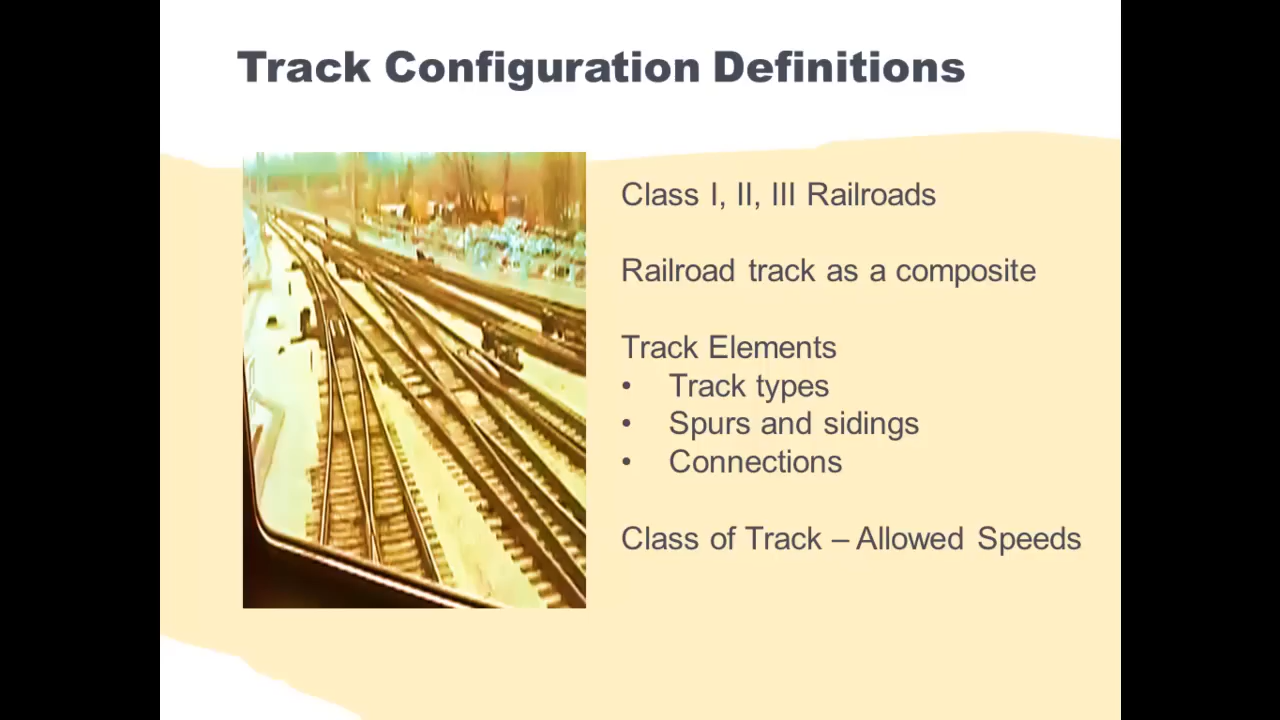 Track Configuration Definitions
Class I, II, III Railroads
Railroad track as a composite
Track Elements
• Track types
• Spurs and sidings
• Connections
Class of Track – Allowed Speeds